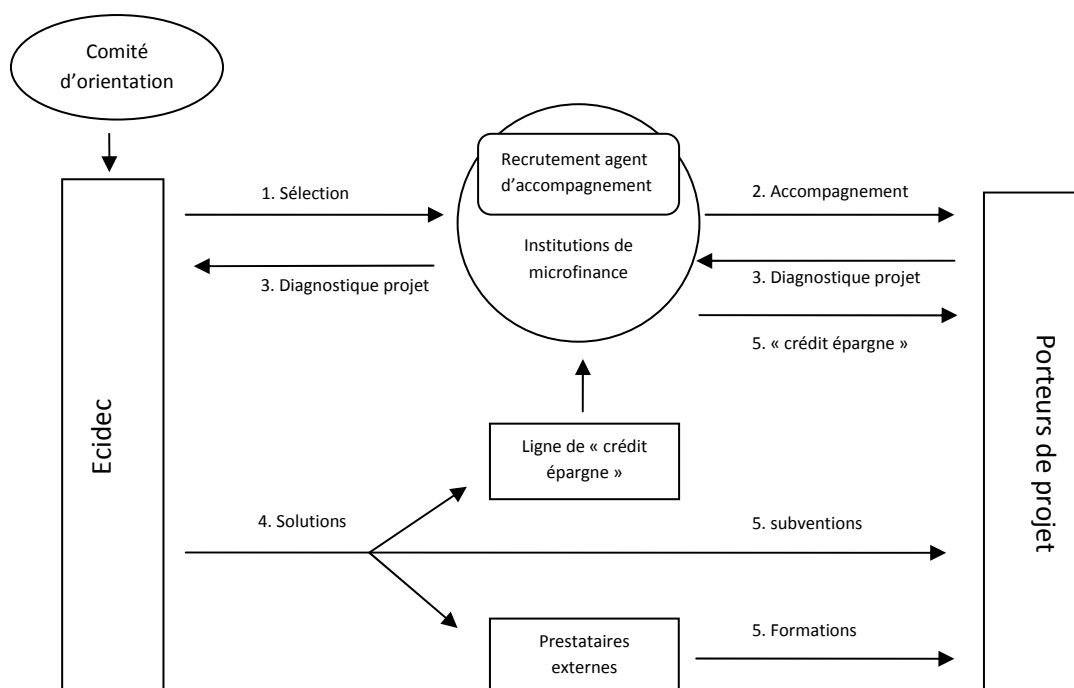 Comité
d’orientation
Recrutement agent
d’accompagnement
1. Sélection
2. Accompagnement
Institutions de
microfinance
3. Diagnostique projet
3. Diagnostique projet
5. « crédit épargne »
Ecidec
Porteurs de projet
Ligne de « crédit
épargne »
4. Solutions
5. subventions
5. Formations
Prestataires
externes